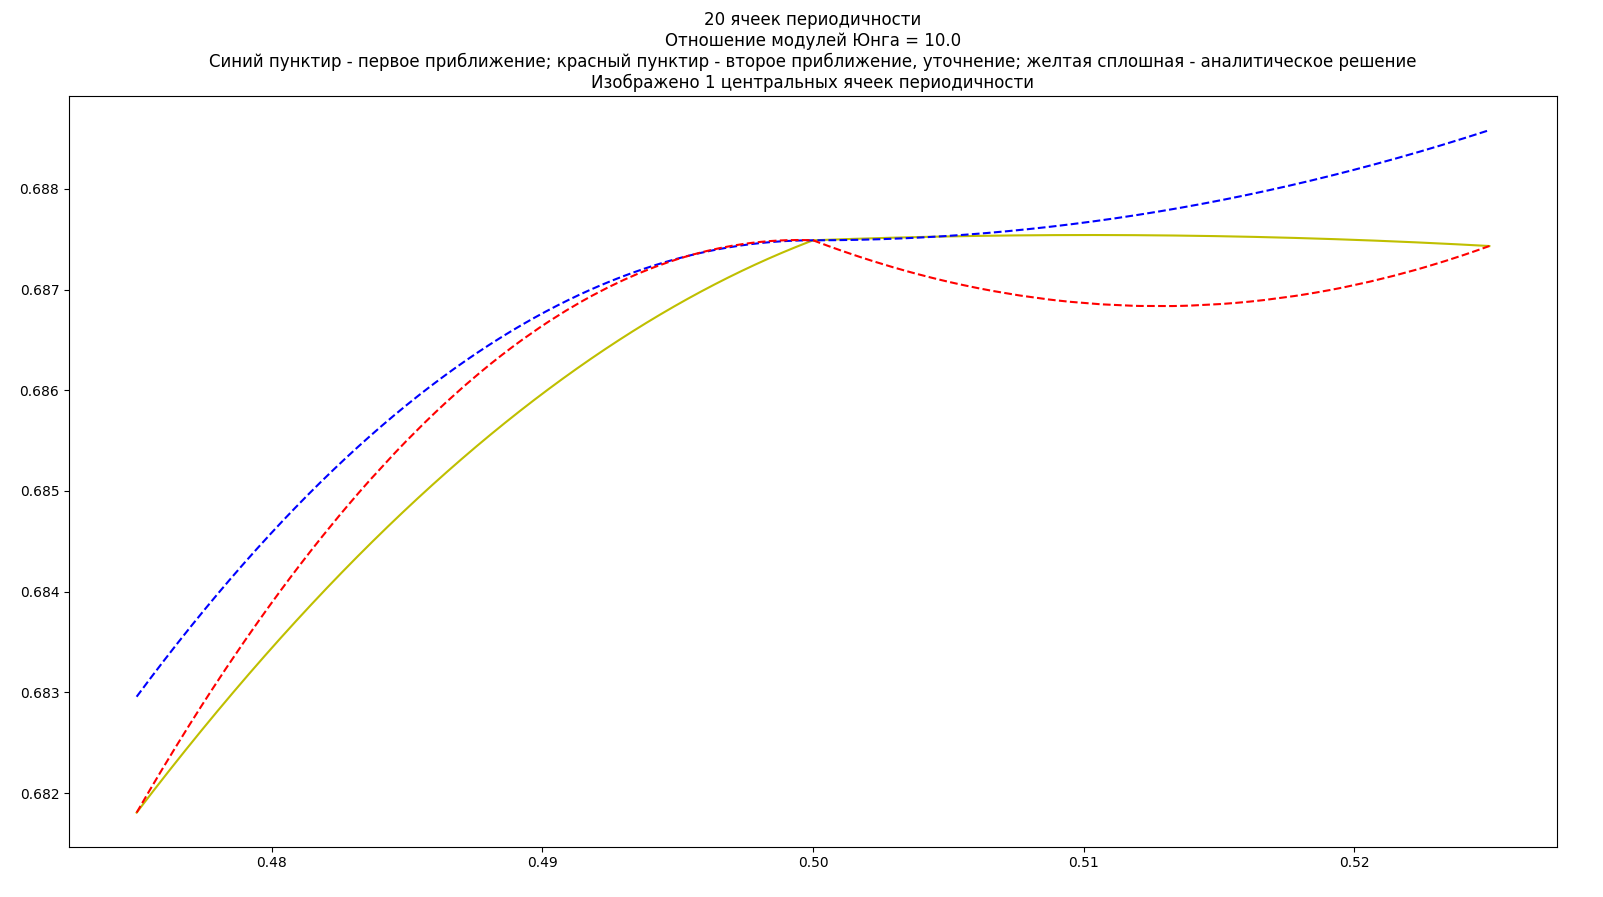 20 ячеек периодичности
Отношение модулей Юнга = 10.0
Синий пунктир - первое приближение; красный пунктир - второе приближение, уточнение; желтая сплошная - аналитическое решение
Изображено 1 центральных ячеек периодичности
0.688
0.687
0.686
0.685
0.684
0.683
0.682
0.48 0.49 0.50 0.51 0.52